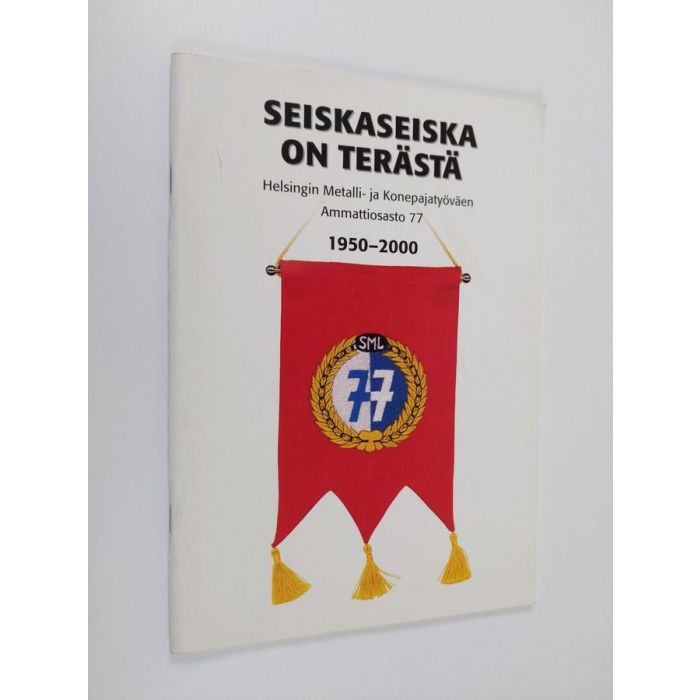 SEISKASEISKA
ON TERÄSTÄ
Helsingin Metalli- ja Konepajatyöväen
Ammattiosasto 77
1950–2000
SML
77